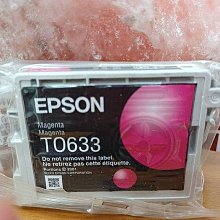 EPSON
Magenta
Magenta
T0633
Do not remove this label.
Ne retirez pas cette étiquette.